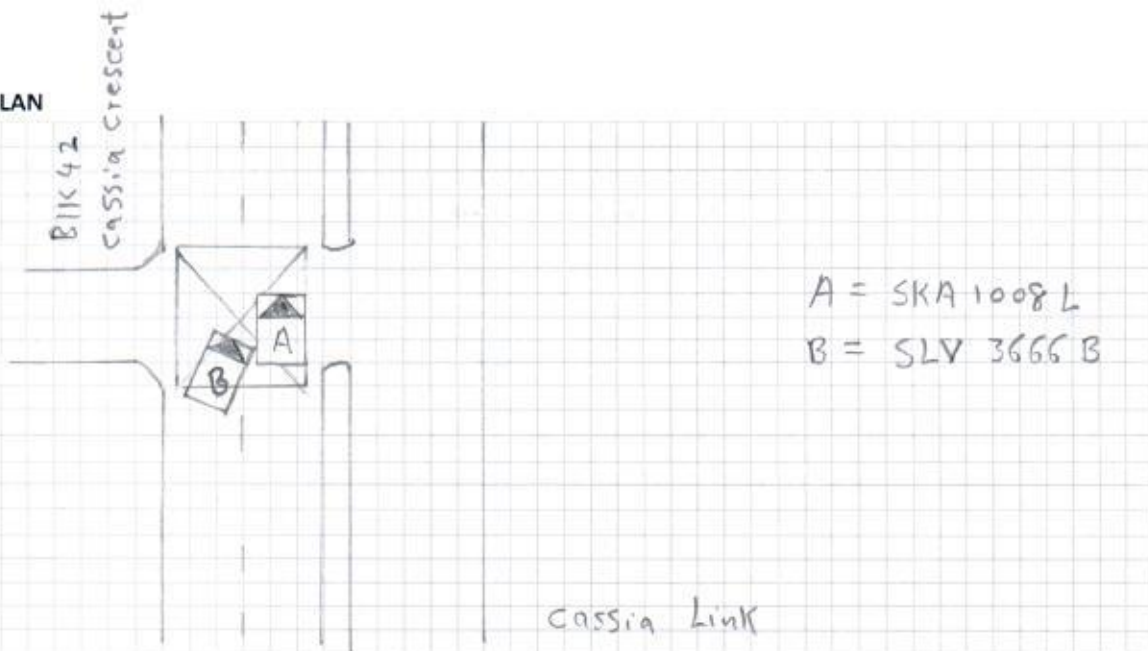 LAN
Blk 42
Cassia Crescent
A = SKA 1008 L
B = SLV 3666 B
A
B
Cassia Link